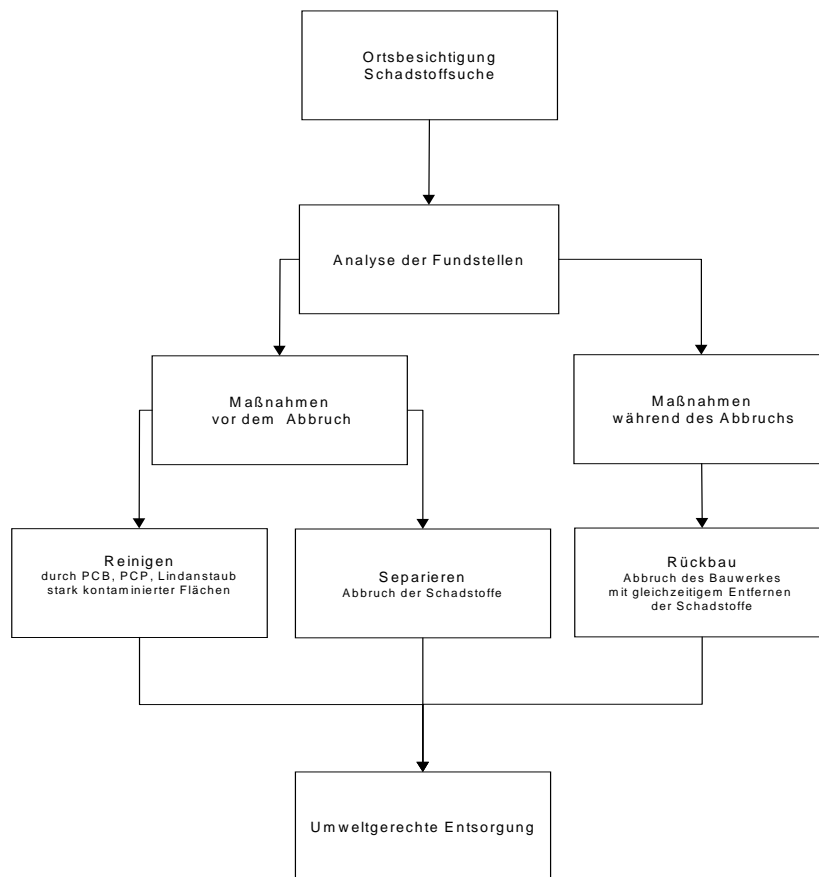 Ortsbesichtigung
Schadstoffsuche
Analyse der Fundstellen
Maßnahmen
vor dem Abbruch
Maßnahmen
während des Abbruchs
Reinigen
durch PCB, PCP, Lindanstaub
stark kontaminierter Flächen
Separieren
Abbruch der Schadstoffe
Rückbau
Abbruch des Bauwerkes
mit gleichzeitigem Entfernen
der Schadstoffe
Umweltgerechte Entsorgung